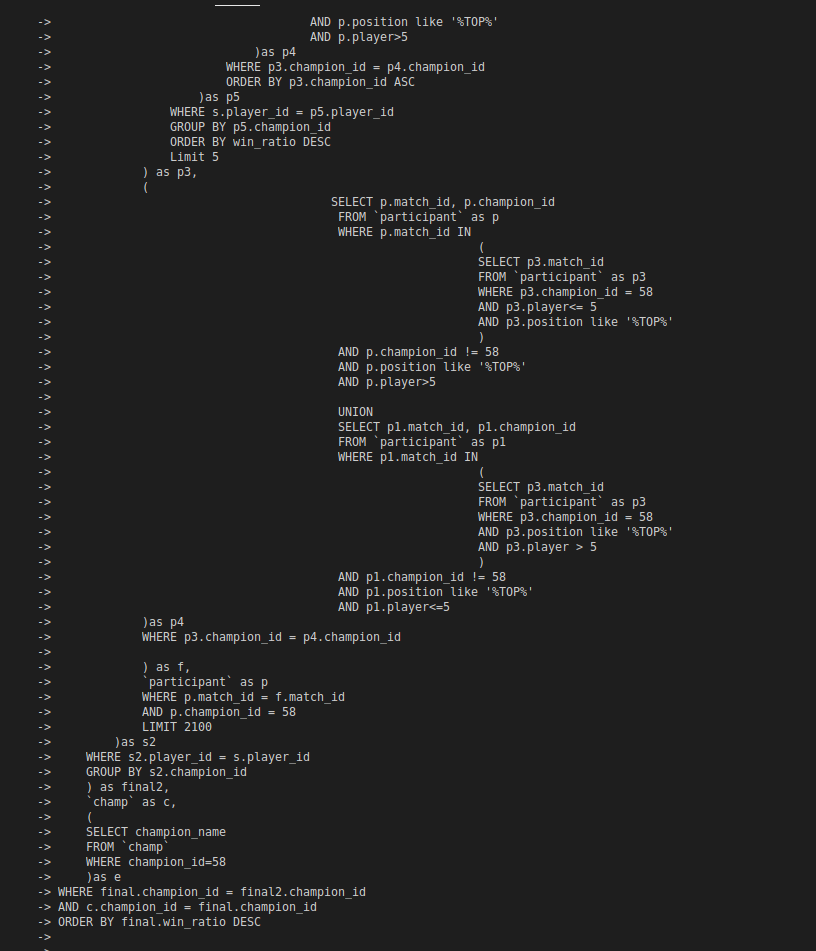 -> AND p.position like '%TOP%'
-> AND p.player>5
-> )as p4
-> WHERE p3.champion_id = p4.champion_id
-> ORDER BY p3.champion_id ASC
-> )as p5
-> WHERE s.player_id = p5.player_id
-> GROUP BY p5.champion_id
-> ORDER BY win_ratio DESC
-> Limit 5
-> ) as p3,
-> (
-> SELECT p.match_id, p.champion_id
-> FROM `participant` as p
-> WHERE p.match_id IN
-> (
-> SELECT p3.match_id
-> FROM `participant` as p3
-> WHERE p3.champion_id = 58
-> AND p3.player<= 5
-> AND p3.position like '%TOP%'
-> )
-> AND p.champion_id != 58
-> AND p.position like '%TOP%'
-> AND p.player>5
->
-> UNION
-> SELECT p1.match_id, p1.champion_id
-> FROM `participant` as p1
-> WHERE p1.match_id IN
-> (
-> SELECT p3.match_id
-> FROM `participant` as p3
-> WHERE p3.champion_id = 58
-> AND p3.position like '%TOP%'
-> AND p3.player > 5
-> )
-> AND p1.champion_id != 58
-> AND p1.position like '%TOP%'
-> AND p1.player<=5
-> )as p4
-> WHERE p3.champion_id = p4.champion_id
->
-> ) as f,
-> `participant` as p
-> WHERE p.match_id = f.match_id
-> AND p.champion_id = 58
-> LIMIT 2100
-> )as s2
-> WHERE s2.player_id = s.player_id
-> GROUP BY s2.champion_id
-> ) as final2,
-> `champ` as c,
-> (
-> SELECT champion_name
-> FROM `champ`
-> WHERE champion_id=58
-> )as e
-> WHERE final.champion_id = final2.champion_id
-> AND c.champion_id = final.champion_id
-> ORDER BY final.win_ratio DESC
->